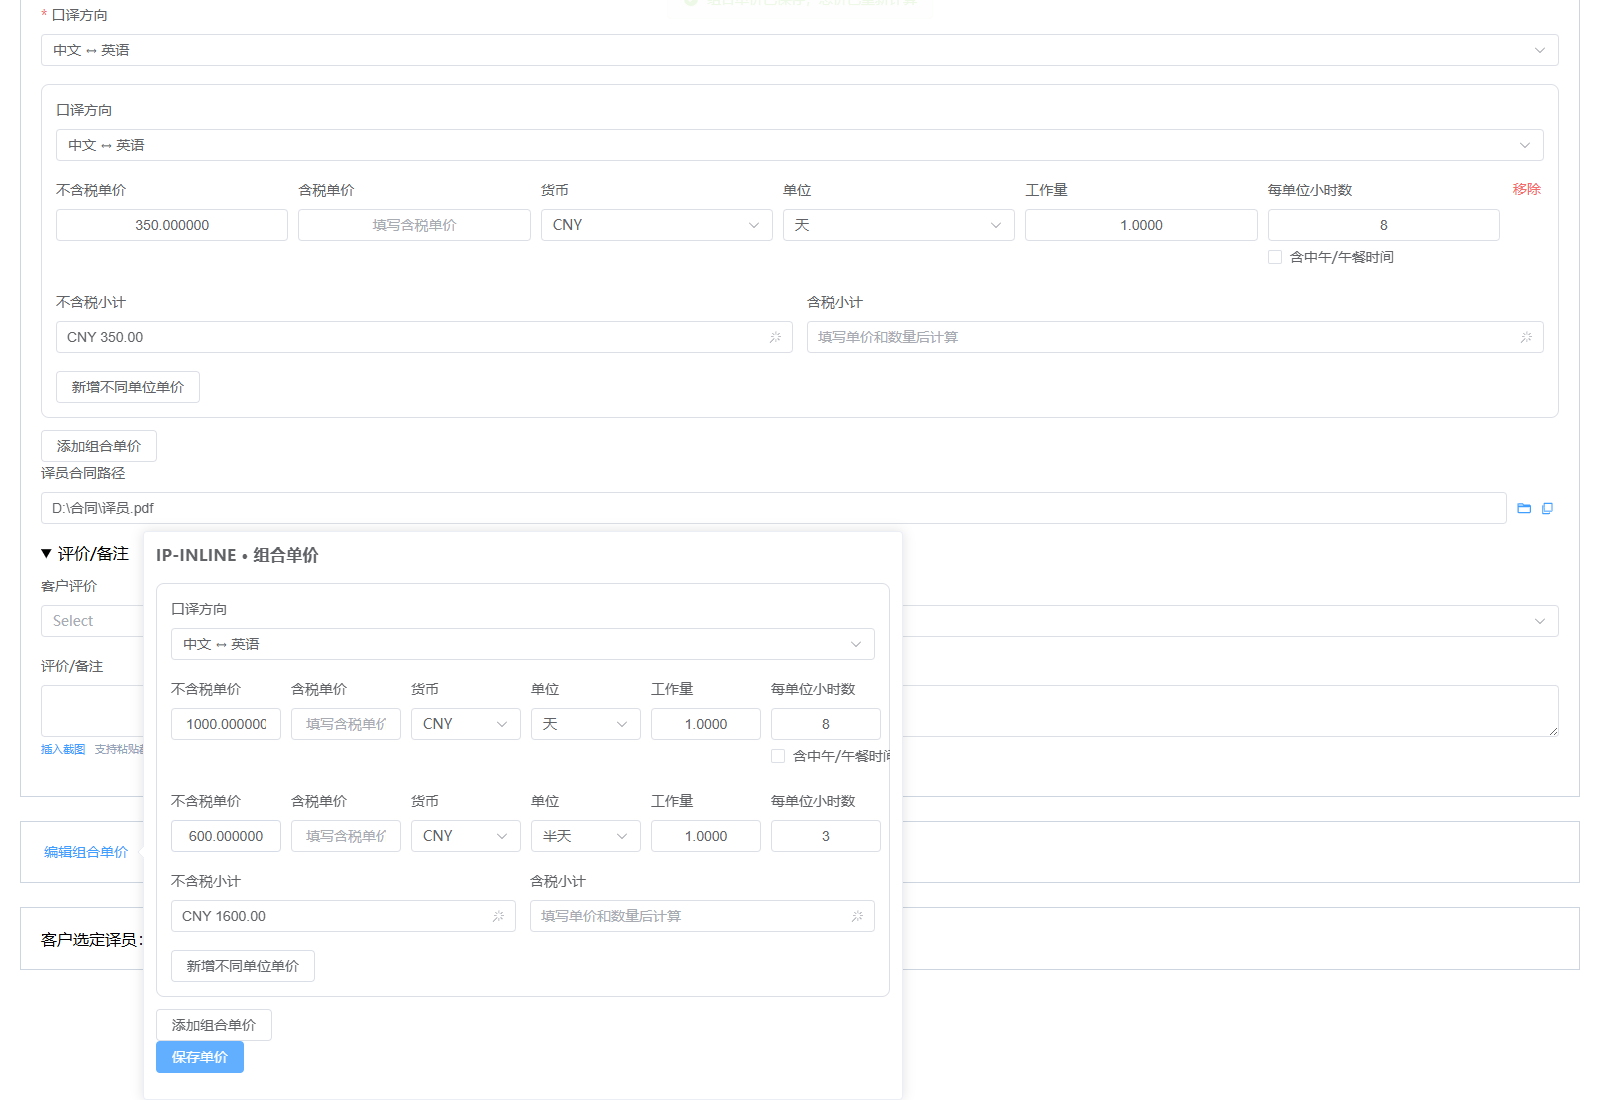 * 口译方向
中文 ↔ 英语
口译方向
中文 ↔ 英语
不含税单价 含税单价 货币 单位 工作量 每单位小时数 移除
350.000000 填写含税单价 CNY 天 1.0000 8
含中午/午餐时间
不含税小计 含税小计
CNY 350.00 填写单价和数量后计算
新增不同单位单价
添加组合单价
译员合同路径
D:\合同\译员.pdf
▼ 评价/备注
客户评价
Select
评价/备注
插入截图 支持粘贴
编辑组合单价
客户选定译员:
IP-INLINE • 组合单价
口译方向
中文 ↔ 英语
不含税单价 含税单价 货币 单位 工作量 每单位小时数
1000.000000 填写含税单价 CNY 天 1.0000 8
含中午/午餐时间
不含税单价 含税单价 货币 单位 工作量 每单位小时数
600.000000 填写含税单价 CNY 半天 1.0000 3
不含税小计 含税小计
CNY 1600.00 填写单价和数量后计算
新增不同单位单价
添加组合单价
保存单价